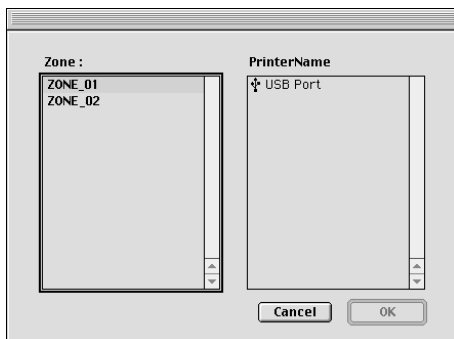 Zone :
ZONE_01
ZONE_02
PrinterName
USB Port
Cancel
OK